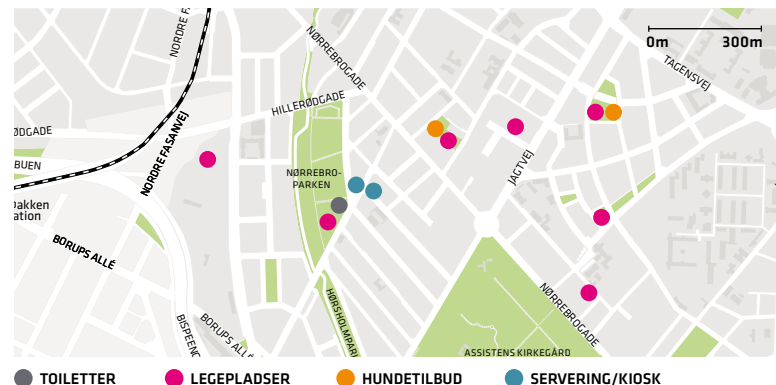 NORDRE F
NØRREBROGADE
0m 300m
TAGENSVEJ
HILLERØDGADE
ØDGADE
BUEN
NORDRE FASANVEJ
NØRREBRO-
PARKEN
JAGTVEJ
Dakken
ation
BORUPS ALLÉ
BISPEENG
BORUPS ALLÉ
HØRSHOLMPAR
NØRREBROGADE
ASSISTENS KIRKEGÅRD
TOILETTER LEGEPLADSER HUNDETILBUD SERVERING/KIOSK